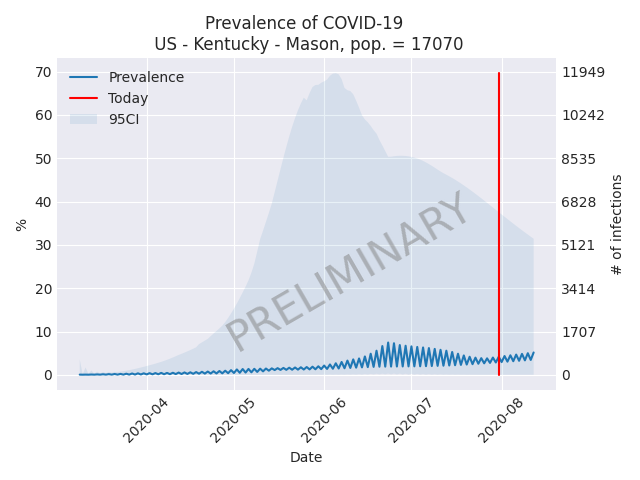 Prevalence of COVID-19
US - Kentucky - Mason, pop. = 17070
Prevalence
Today
95CI
PRELIMINARY
%
70
60
50
40
30
20
10
0
11949
10242
8535
6828
5121
3414
1707
0
# of infections
2020-04
2020-05
2020-06
2020-07
2020-08
Date